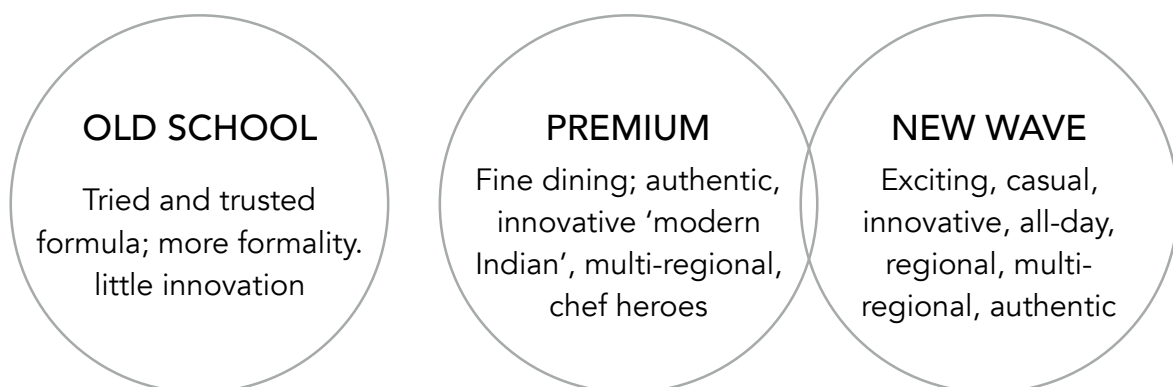 OLD SCHOOL
Tried and trusted
formula; more formality.
little innovation
PREMIUM
Fine dining; authentic,
innovative ‘modern
Indian’, multi-regional,
chef heroes
NEW WAVE
Exciting, casual,
innovative, all-day,
regional, multi-
regional, authentic